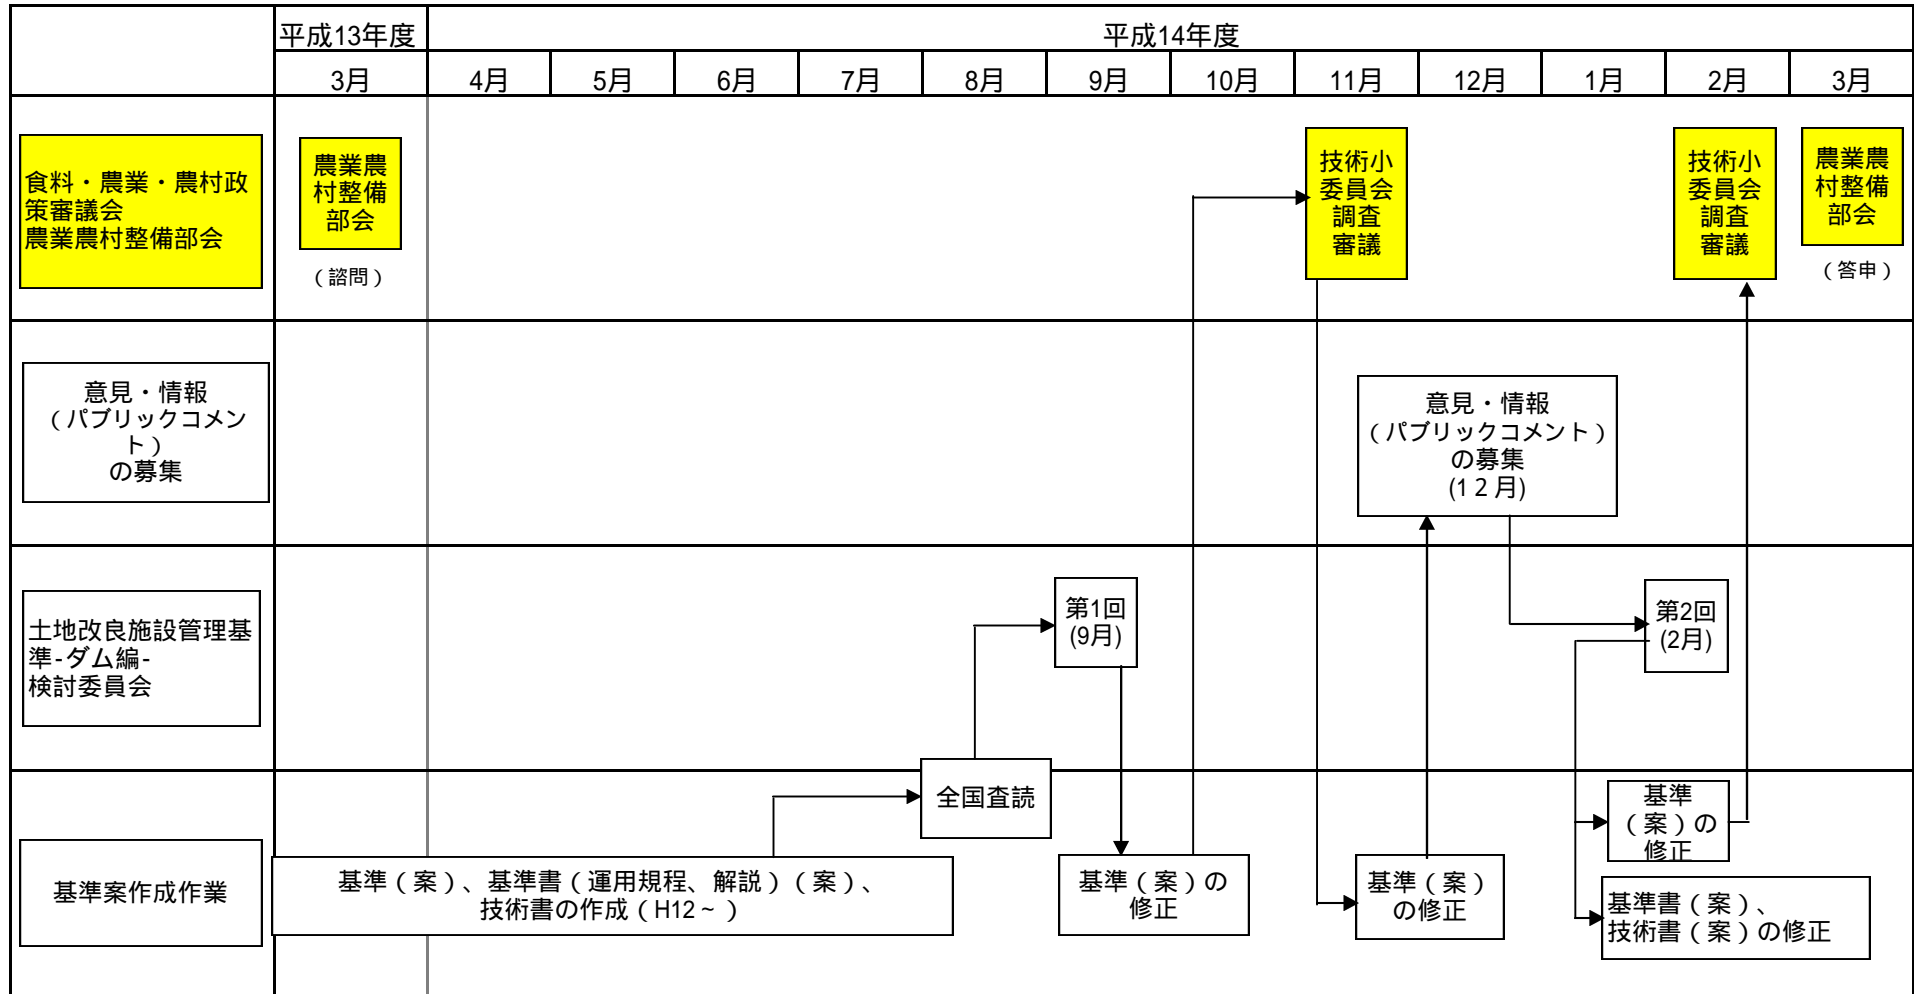 平成13年度
平成14年度
3月
4月
5月
6月
7月
8月
9月
10月
11月
12月
1月
2月
3月
食料・農業・農村政
策審議会
農業農村整備部会
農業農
村整備
部会
（諮問）
技術小
委員会
調査
審議
技術小
委員会
調査
審議
農業農
村整備
部会
（答申）
意見・情報
（パブリックコメン
ト）
の募集
意見・情報
（パブリックコメント）
の募集
(1２月)
土地改良施設管理基
準-ダム編-
検討委員会
第1回
(9月)
第2回
(2月)
基準案作成作業
全国査読
基準（案）、基準書（運用規程、解説）（案）、
技術書の作成（H12～）
基準（案）の
修正
基準（案）
の修正
基準
（案）の
修正
基準書（案）、
技術書（案）の修正